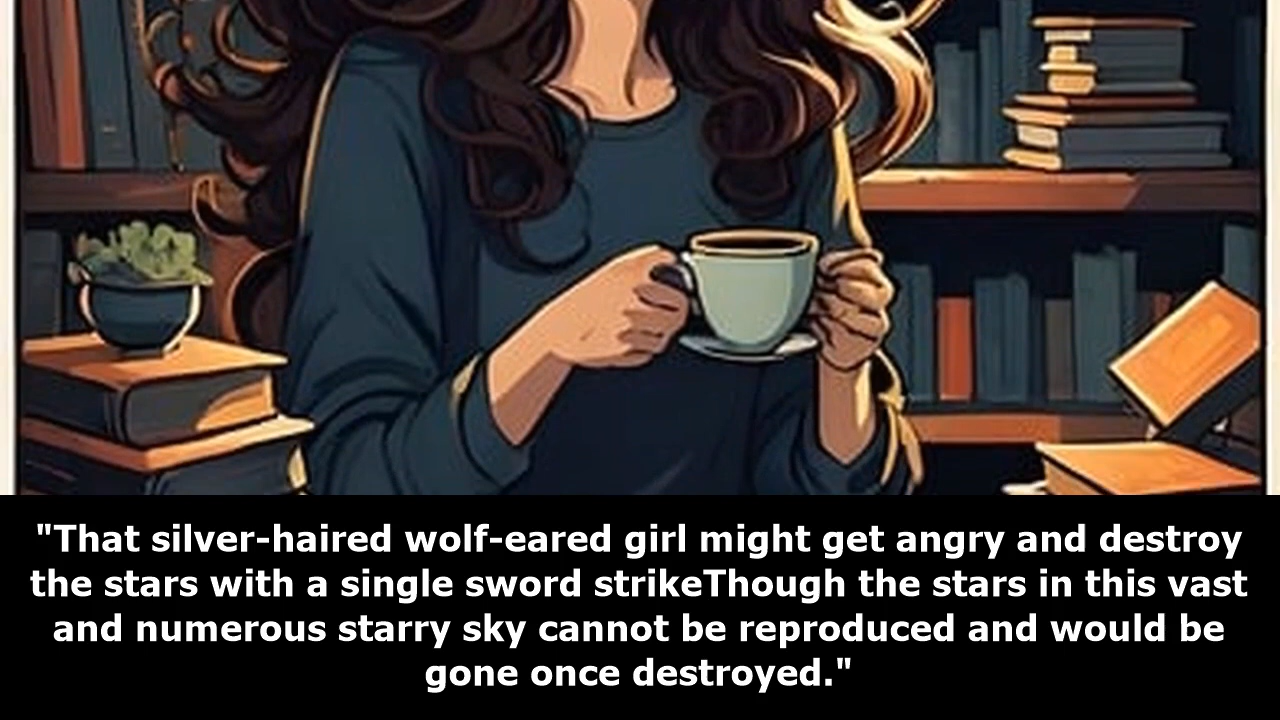 "That silver-haired wolf-eared girl might get angry and destroy
the stars with a single sword strikeThough the stars in this vast
and numerous starry sky cannot be reproduced and would be
gone once destroyed."